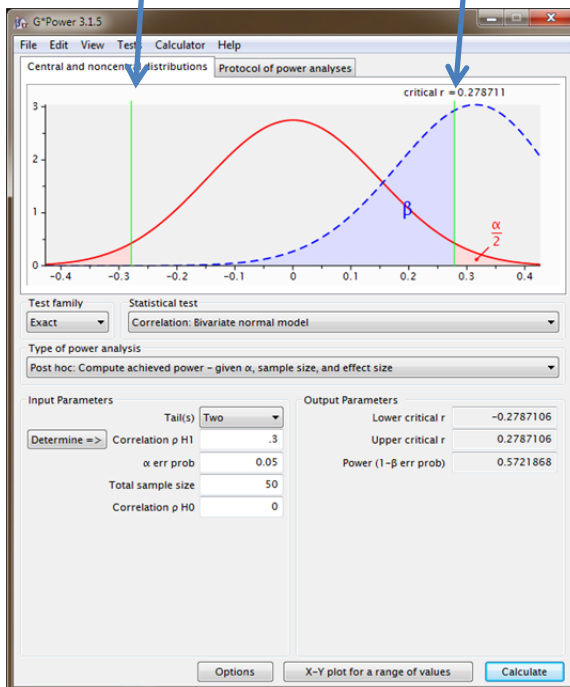 G*Power 3.1.5
File Edit View Tests Calculator Help
Central and noncentral distributions Protocol of power analyses
critical r = 0.278711
3
2
1
0
β
α
2
-0.4 -0.3 -0.2 -0.1 0 0.1 0.2 0.3 0.4
Test family Statistical test
Exact Correlation: Bivariate normal model
Type of power analysis
Post hoc: Compute achieved power – given α, sample size, and effect size
Input Parameters Output Parameters
Tail(s) Two Lower critical r -0.2787106
Determine => Correlation ρ H1 .3 Upper critical r 0.2787106
α err prob 0.05 Power (1-β err prob) 0.5721868
Total sample size 50
Correlation ρ H0 0
Options X-Y plot for a range of values Calculate